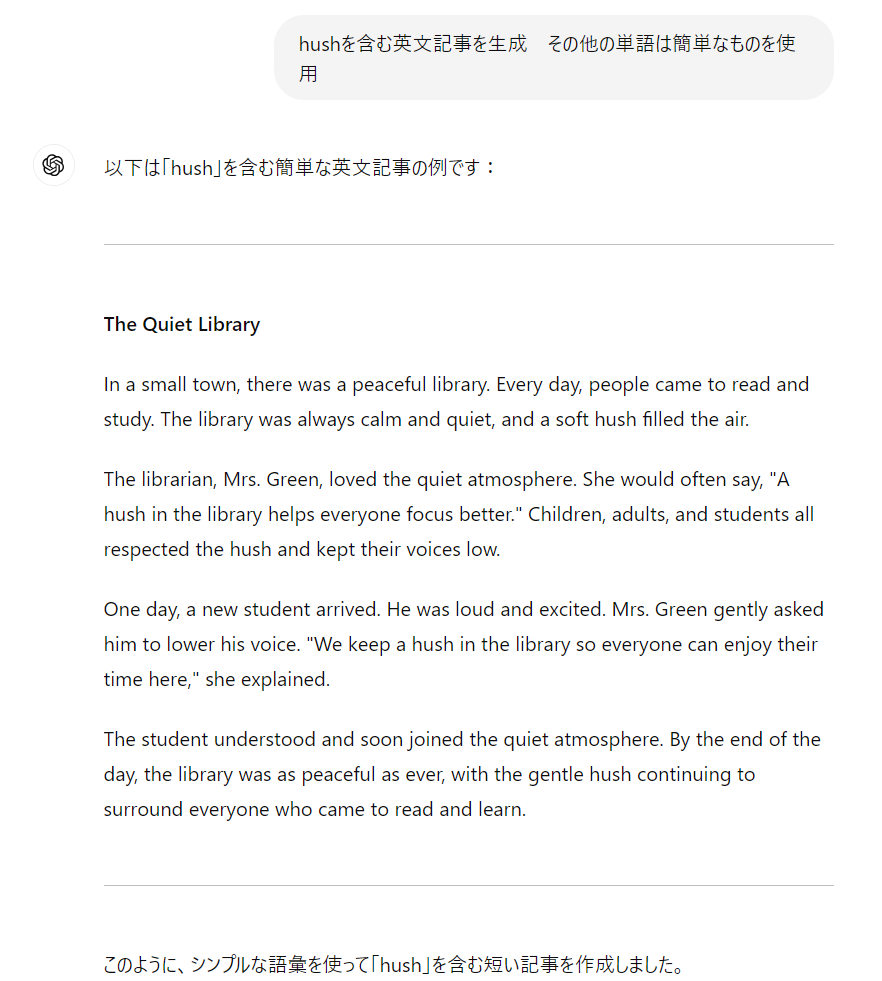 hushを含む英文記事を生成　その他の単語は簡単なものを使
用
以下は「hush」を含む簡単な英文記事の例です：
The Quiet Library
In a small town, there was a peaceful library. Every day, people came to read and
study. The library was always calm and quiet, and a soft hush filled the air.
The librarian, Mrs. Green, loved the quiet atmosphere. She would often say, "A
hush in the library helps everyone focus better." Children, adults, and students all
respected the hush and kept their voices low.
One day, a new student arrived. He was loud and excited. Mrs. Green gently asked
him to lower his voice. "We keep a hush in the library so everyone can enjoy their
time here," she explained.
The student understood and soon joined the quiet atmosphere. By the end of the
day, the library was as peaceful as ever, with the gentle hush continuing to
surround everyone who came to read and learn.
このように、シンプルな語彙を使って「hush」を含む短い記事を作成しました。